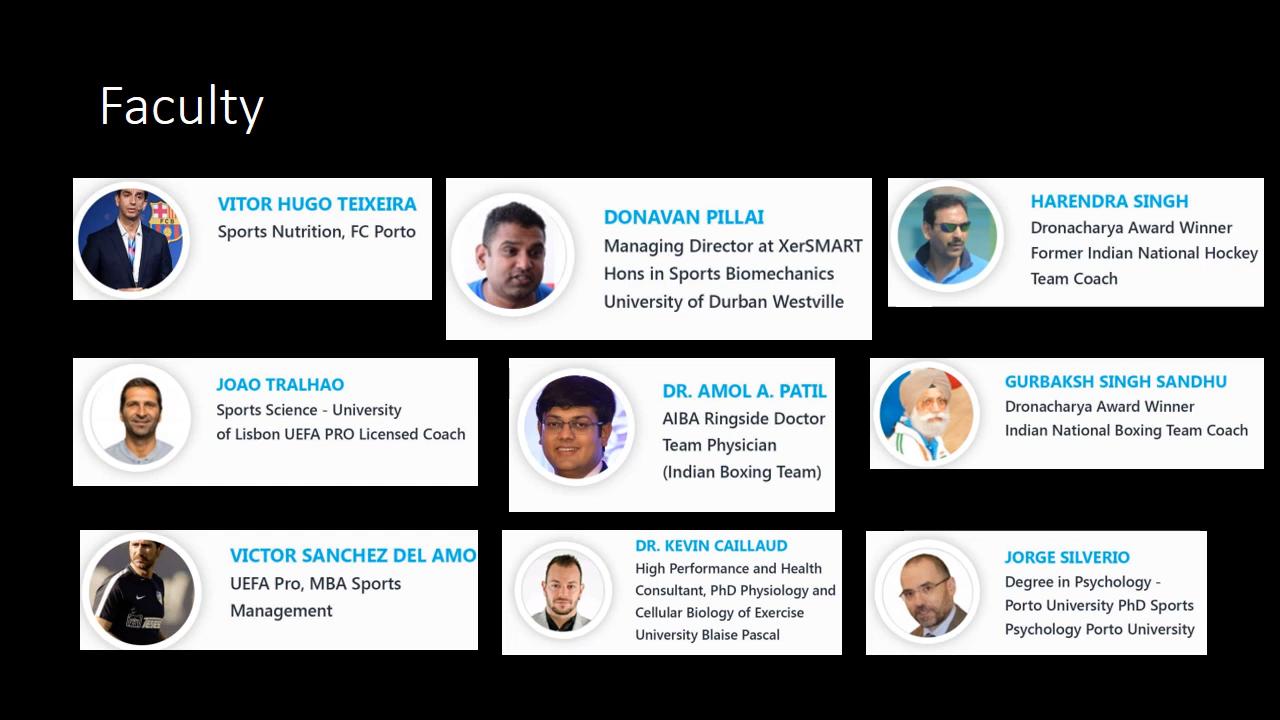 Faculty
VITOR HUGO TEIXEIRA
Sports Nutrition, FC Porto
FCB
DONAVAN PILLAI
Managing Director at XerSMART
Hons in Sports Biomechanics
University of Durban Westville
HARENDRA SINGH
Dronacharya Award Winner
Former Indian National Hockey
Team Coach
JOAO TRALHAO
Sports Science - University
of Lisbon UEFA PRO Licensed Coach
DR. AMOL A. PATIL
AIBA Ringside Doctor
Team Physician
(Indian Boxing Team)
GURBAKSH SINGH SANDHU
Dronacharya Award Winner
Indian National Boxing Team Coach
VICTOR SANCHEZ DEL AMO
UEFA Pro, MBA Sports
Management
DR. KEVIN CAILLAUD
High Performance and Health
Consultant, PhD Physiology and
Cellular Biology of Exercise
University Blaise Pascal
JORGE SILVERIO
Degree in Psychology -
Porto University PhD Sports
Psychology Porto University